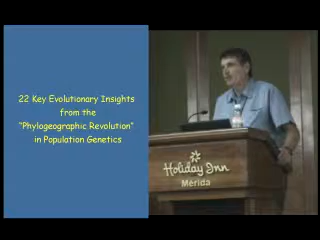 22 Key Evolutionary Insights
from the
"Phylogeographic Revolution"
in Population Genetics
Holiday Inn
Mérida